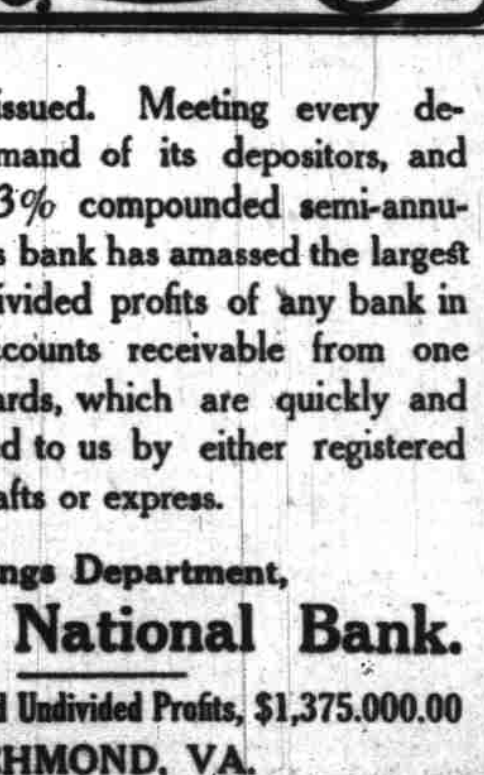 issued. Meeting every de-
mand of its depositors, and
3% compounded semi-annu-
s bank has amassed the largest
ivided profits of any bank in
ccounts receivable from one
ards, which are quickly and
d to us by either registered
afts or express.
ngs Department,
National Bank.
l Undivided Profits, $1,375.000.00
HMOND, VA.